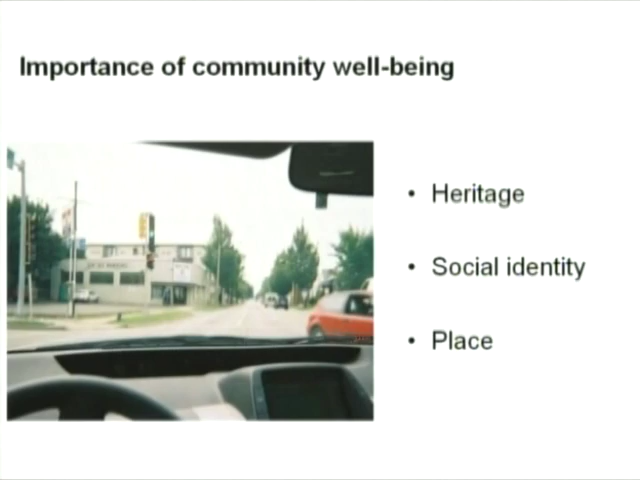 Importance of community well-being
• Heritage
• Social identity
• Place